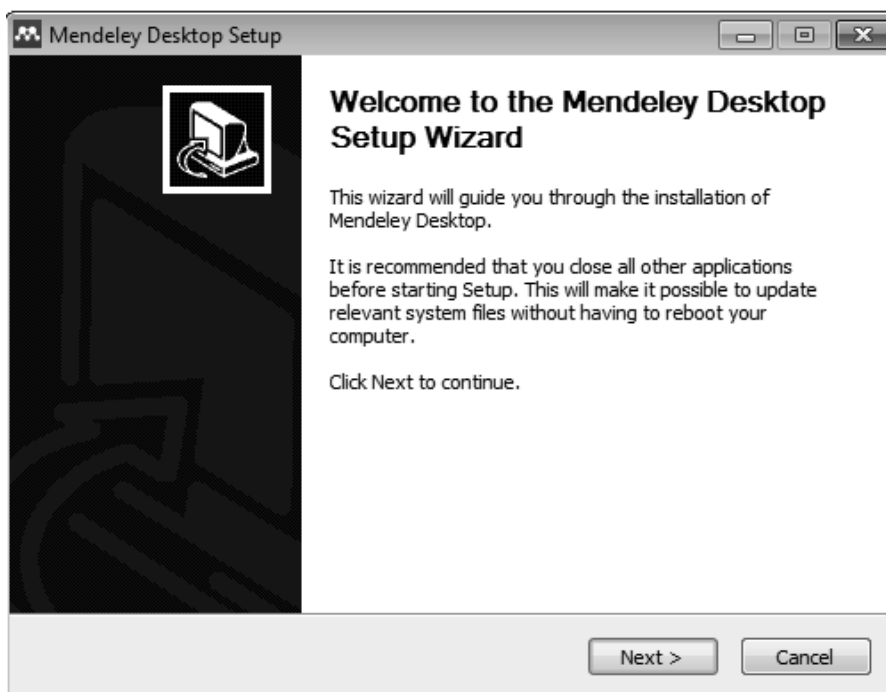 Mendeley Desktop Setup
Welcome to the Mendeley Desktop
Setup Wizard
This wizard will guide you through the installation of
Mendeley Desktop.
It is recommended that you close all other applications
before starting Setup. This will make it possible to update
relevant system files without having to reboot your
computer.
Click Next to continue.
Next >
Cancel